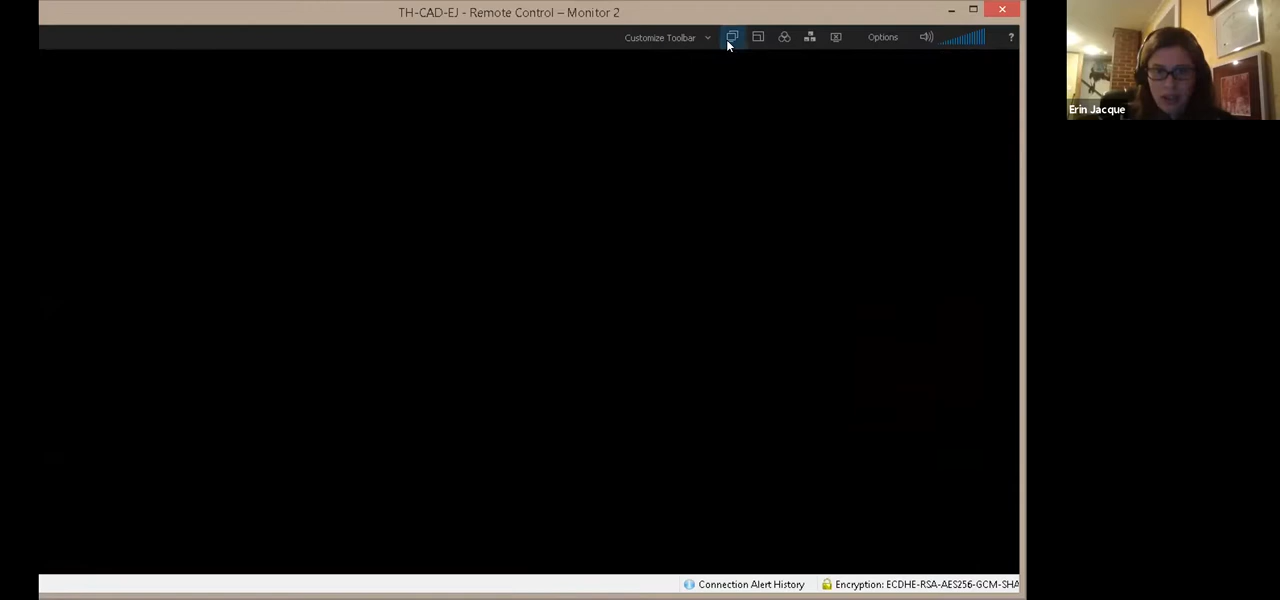 TH-CAD-EJ - Remote Control – Monitor 2
Customize Toolbar
Options
?
Erin Jacque
Connection Alert History
Encryption: ECDHE-RSA-AES256-GCM-SHA